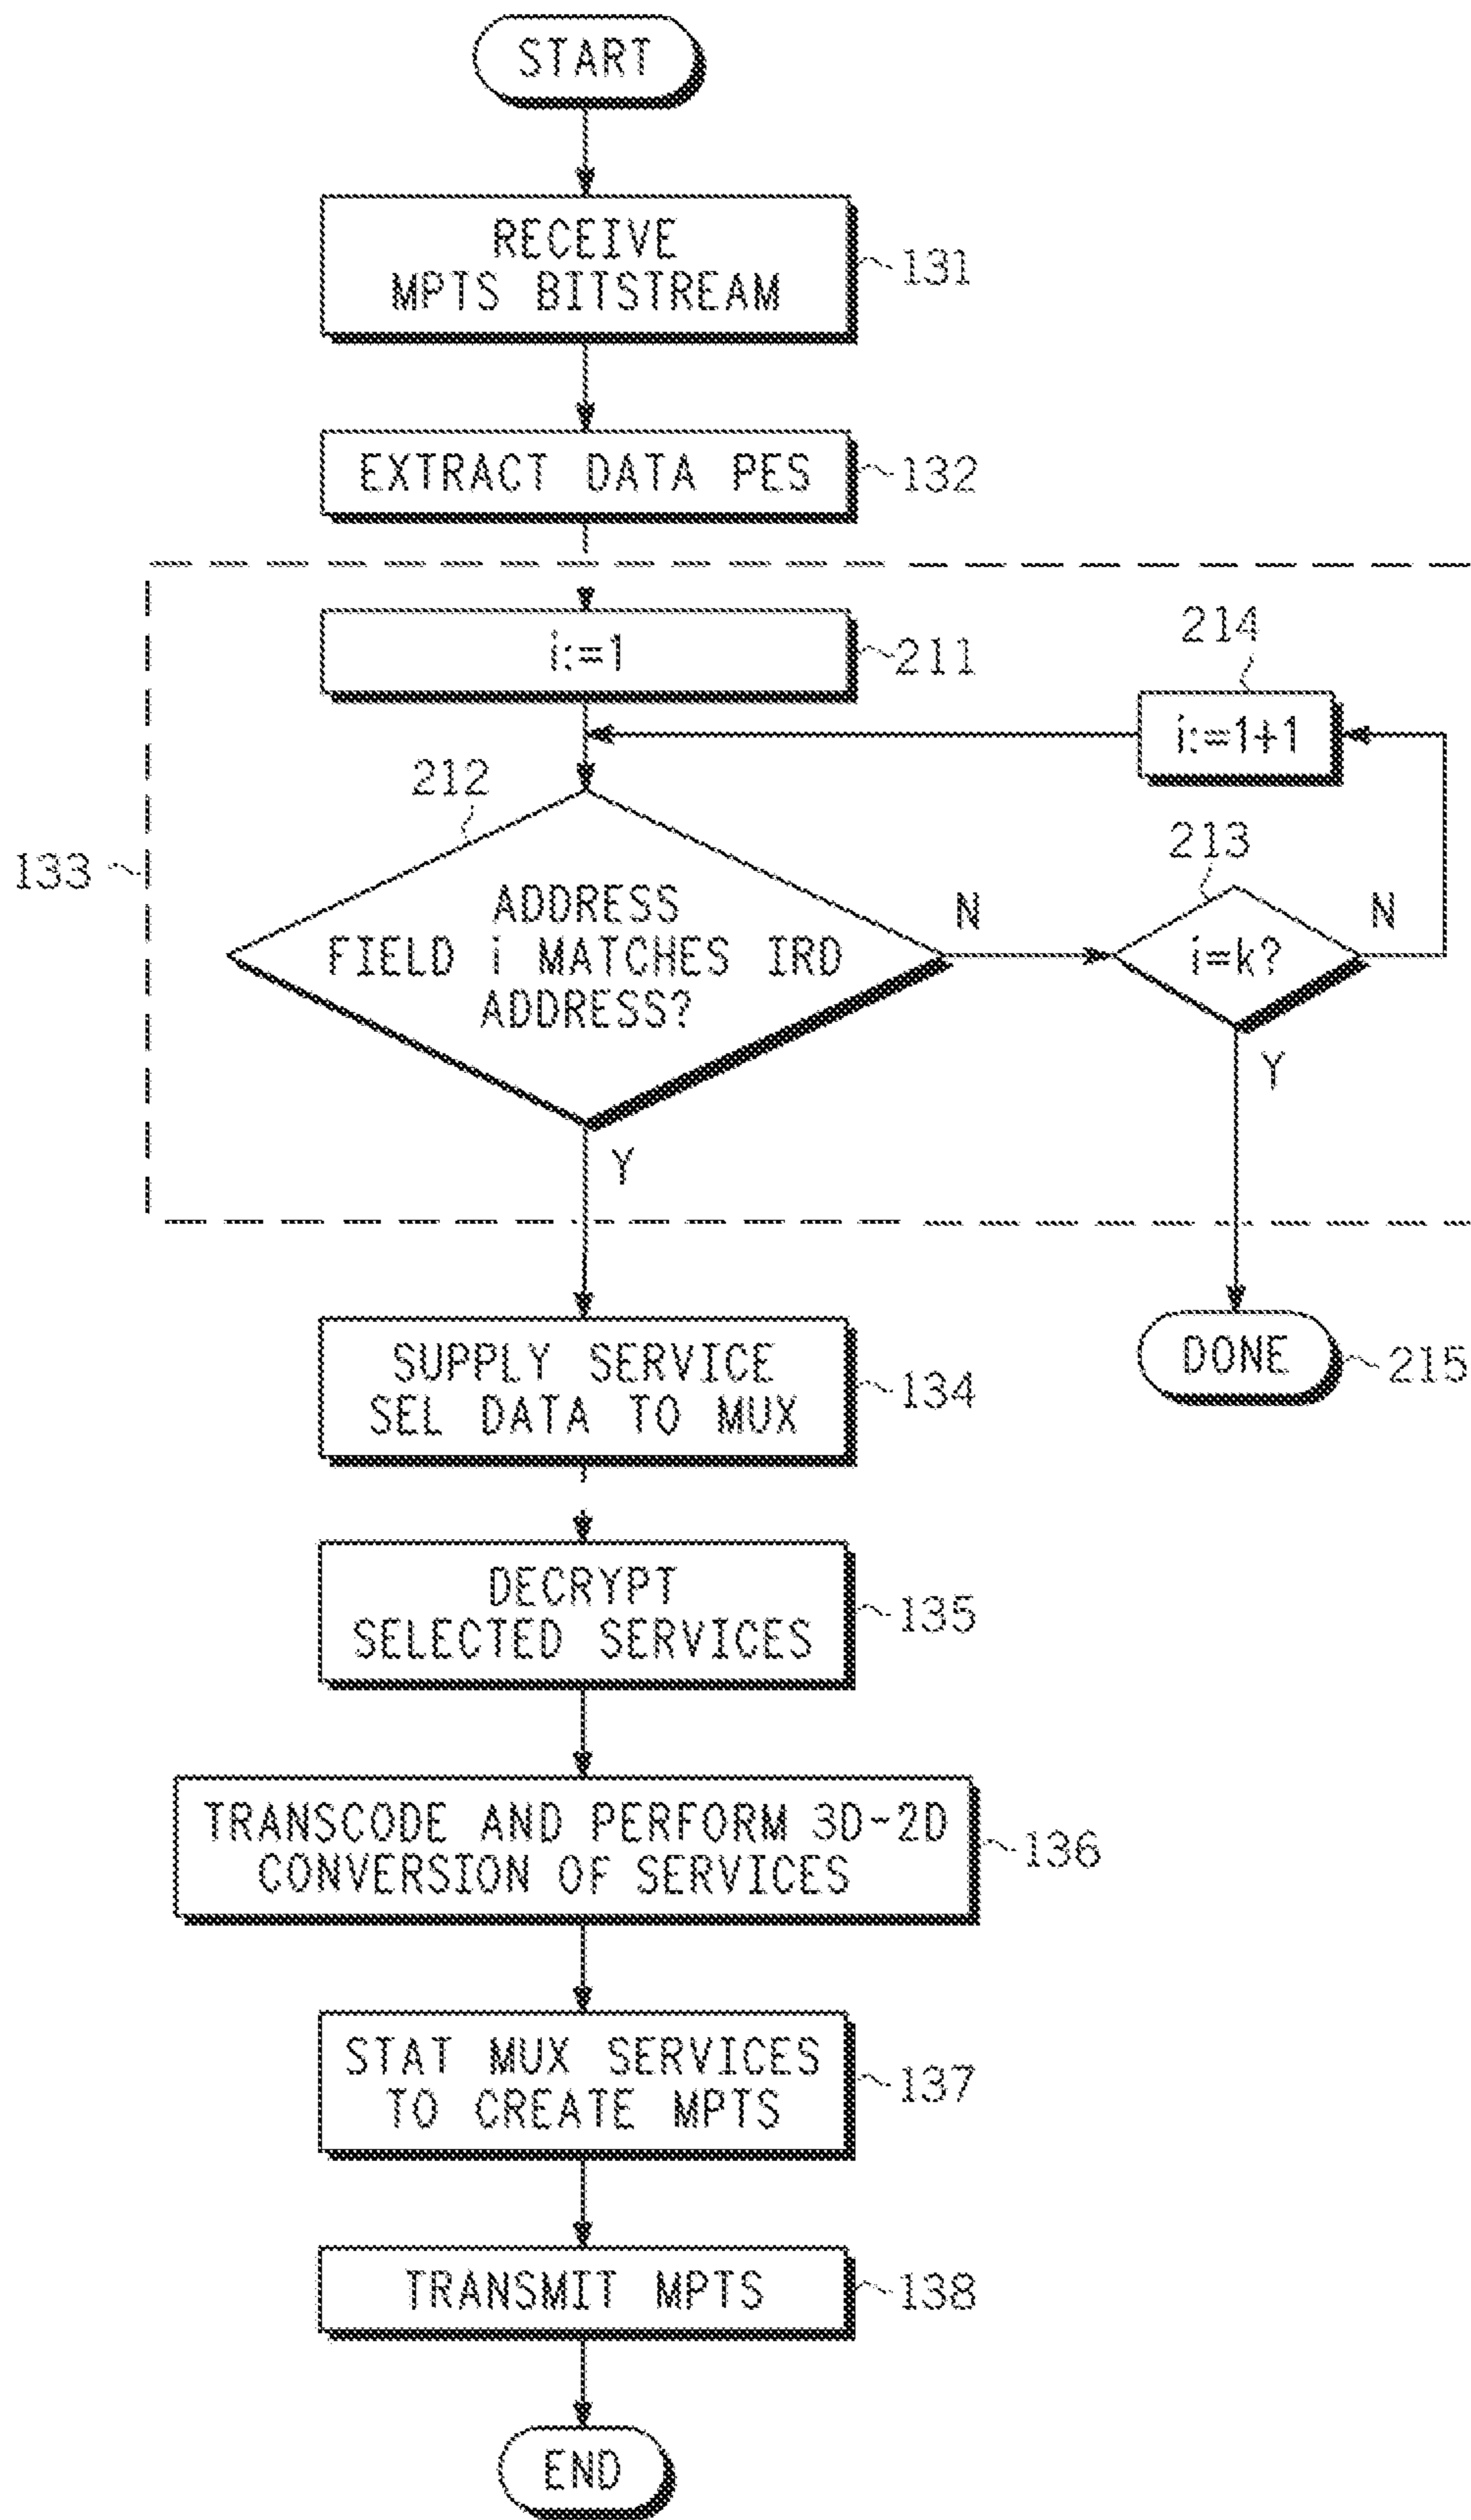 START
RECEIVE
MPTS BITSTREAM
131
EXTRACT DATA PES
132
i:=1
211
214
i:=1+1
212
133
213
ADDRESS
FIELD i MATCHES IRD
ADDRESS?
N
i=k?
N
Y
Y
SUPPLY SERVICE
SEL DATA TO MUX
134
DONE
215
DECRYPT
SELECTED SERVICES
135
TRANSCODE AND PERFORM 3D-2D
CONVERSION OF SERVICES
136
STAT MUX SERVICES
TO CREATE MPTS
137
TRANSMIT MPTS
138
END